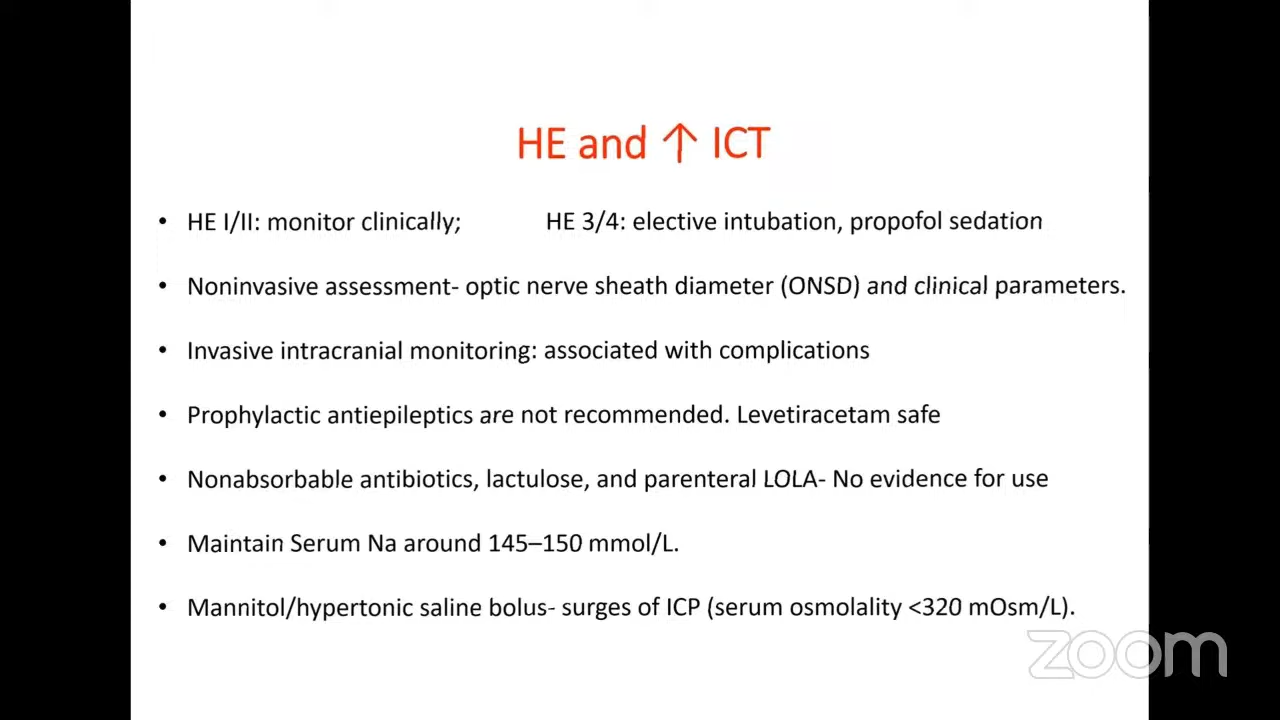 HE and ↑ ICT
• HE I/II: monitor clinically; HE 3/4: elective intubation, propofol sedation
• Noninvasive assessment- optic nerve sheath diameter (ONSD) and clinical parameters.
• Invasive intracranial monitoring: associated with complications
• Prophylactic antiepileptics are not recommended. Levetiracetam safe
• Nonabsorbable antibiotics, lactulose, and parenteral LOLA- No evidence for use
• Maintain Serum Na around 145–150 mmol/L.
• Mannitol/hypertonic saline bolus- surges of ICP (serum osmolality <320 mOsm/L).
zoom